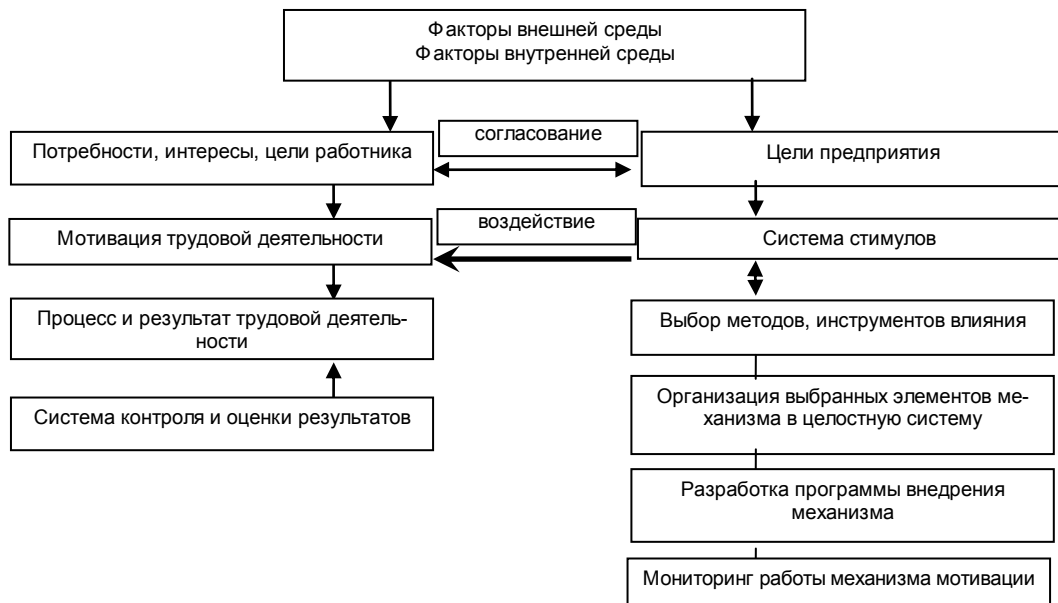 Факторы внешней среды
Факторы внутренней среды
согласование
Потребности, интересы, цели работника
Цели предприятия
воздействие
Мотивация трудовой деятельности
Система стимулов
Процесс и результат трудовой деятель-
ности
Выбор методов, инструментов влияния
Система контроля и оценки результатов
Организация выбранных элементов ме-
ханизма в целостную систему
Разработка программы внедрения
механизма
Мониторинг работы механизма мотивации